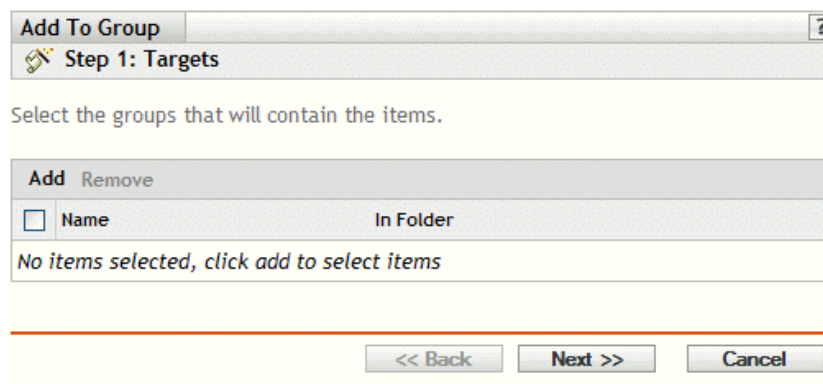 Add To Group ?
Step 1: Targets
Select the groups that will contain the items.
Add Remove
Name In Folder
No items selected, click add to select items
<< Back Next >> Cancel